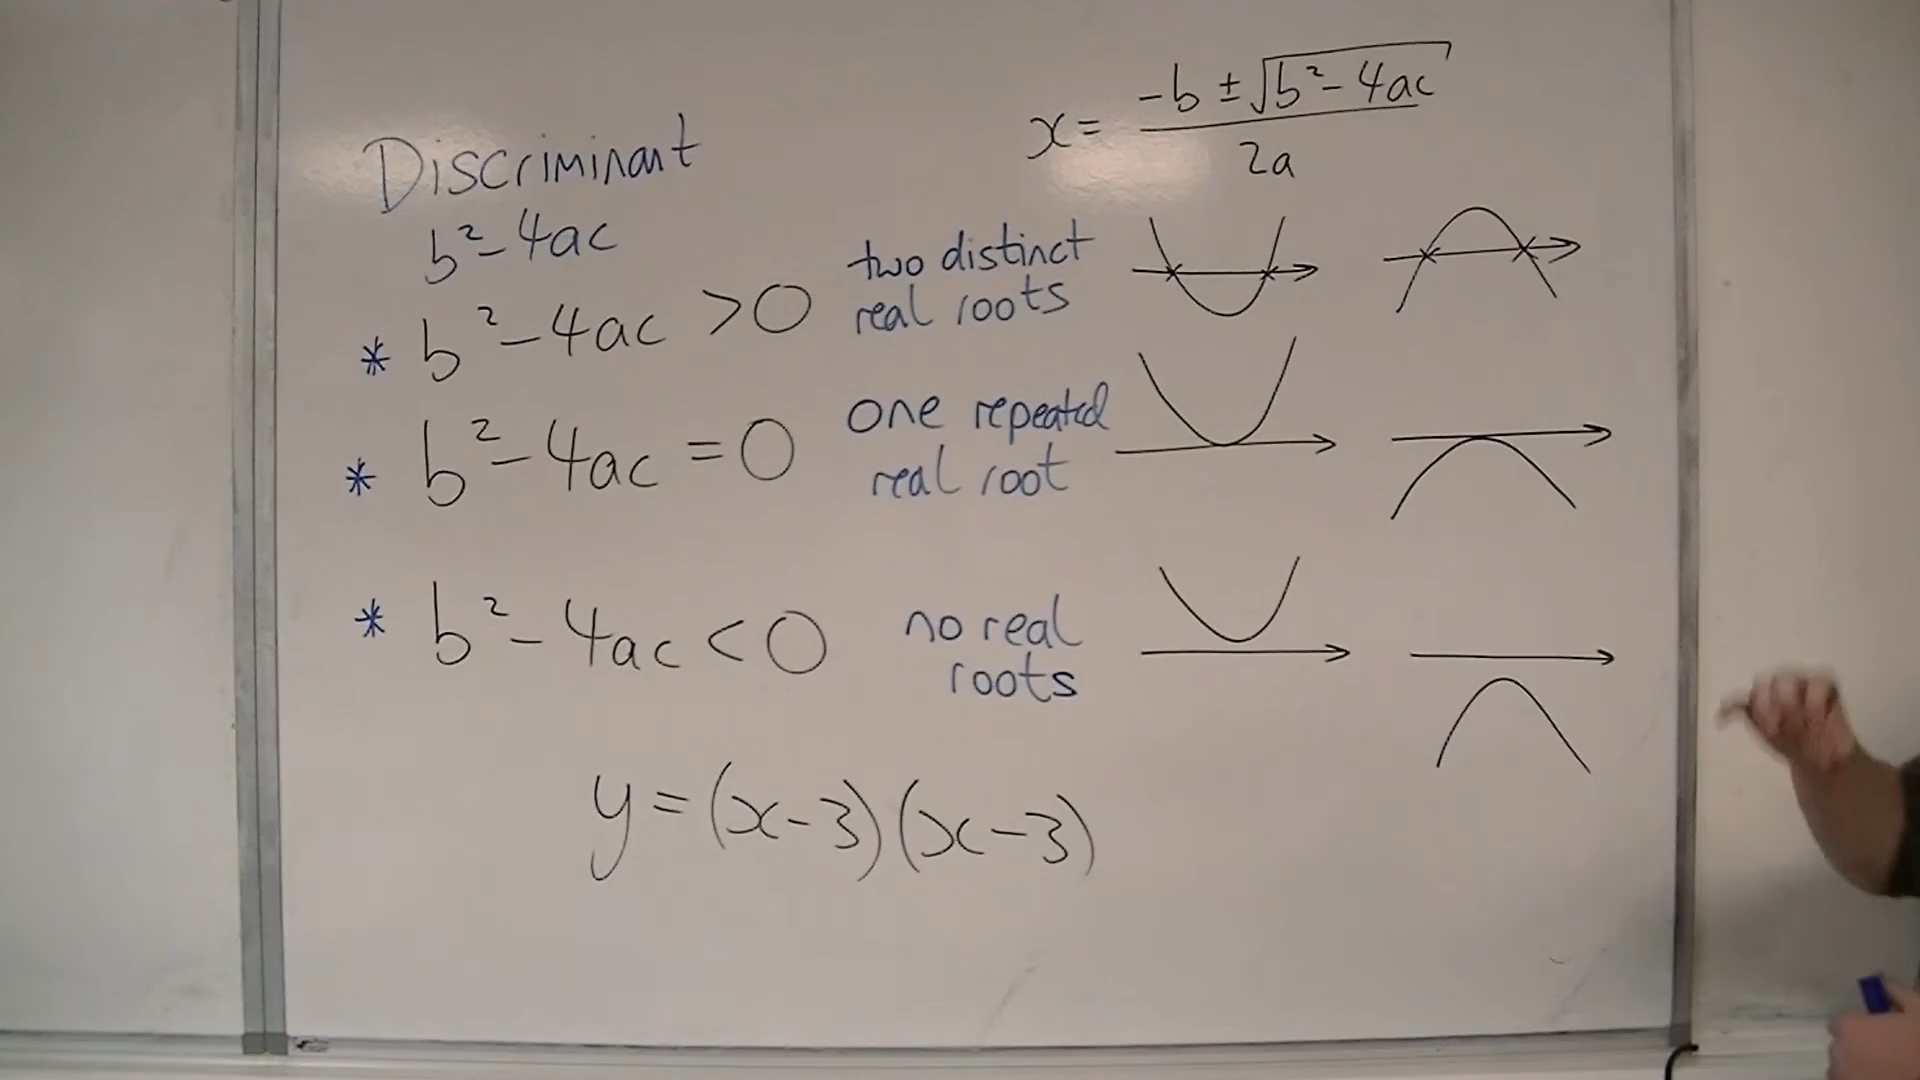 x = -b ± √b² - 4ac
2a
Discriminant
b² - 4ac
* b² - 4ac > 0 two distinct
real roots
* b² - 4ac = 0 one repeated
real root
* b² - 4ac < 0 no real
roots
y = (x - 3)(x - 3)